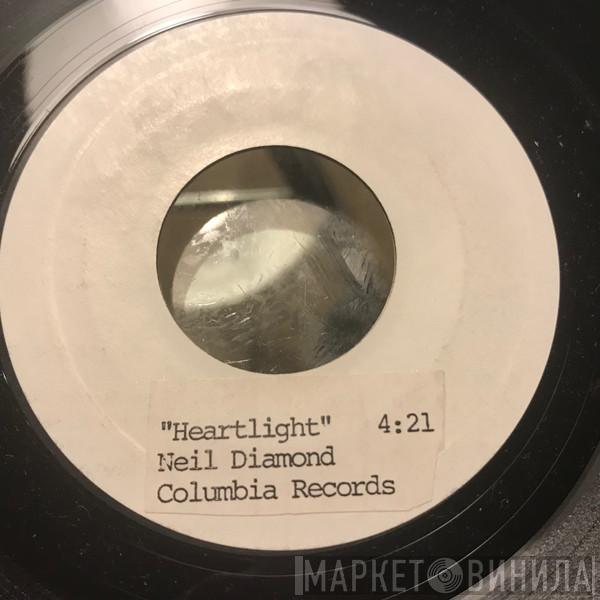 "Heartlight" 4:21
Neil Diamond
Columbia Records
МАРКЕТ ВИНИЛА